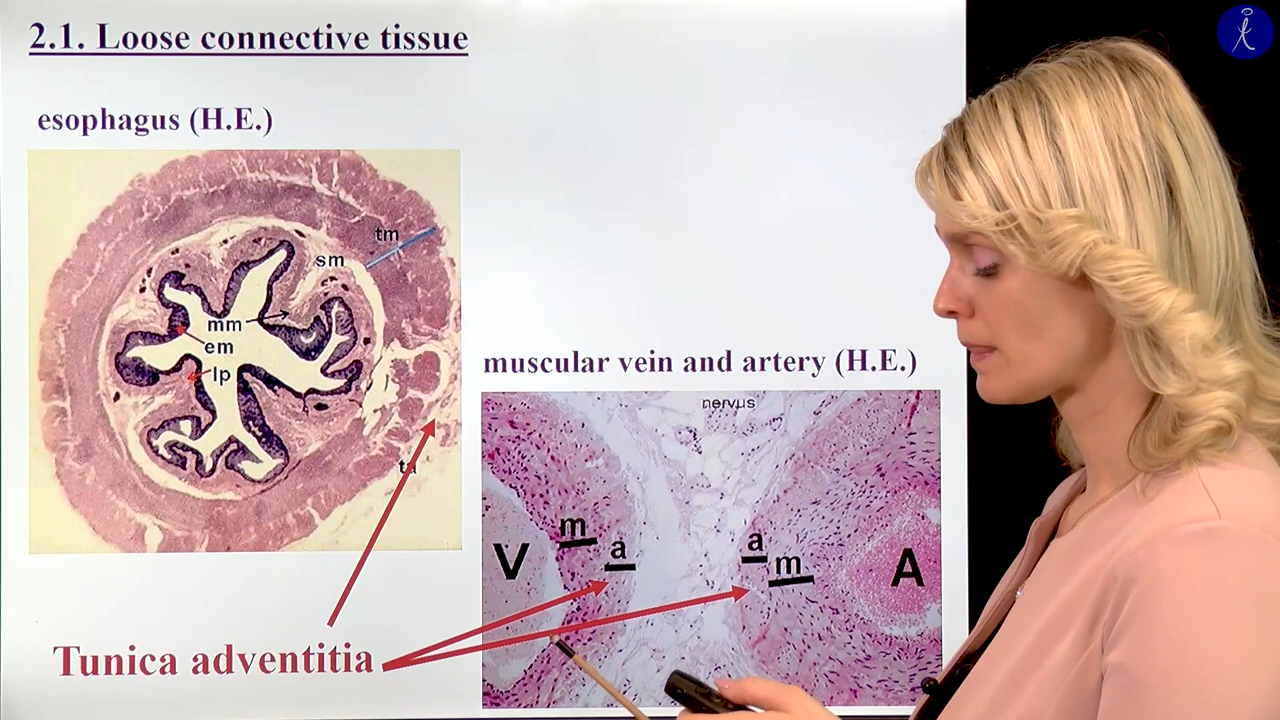 2.1. Loose connective tissue
esophagus (H.E.)
tm
sm
mm
em
lp
ta
muscular vein and artery (H.E.)
nervus
m
a
V
a
m
A
Tunica adventitia